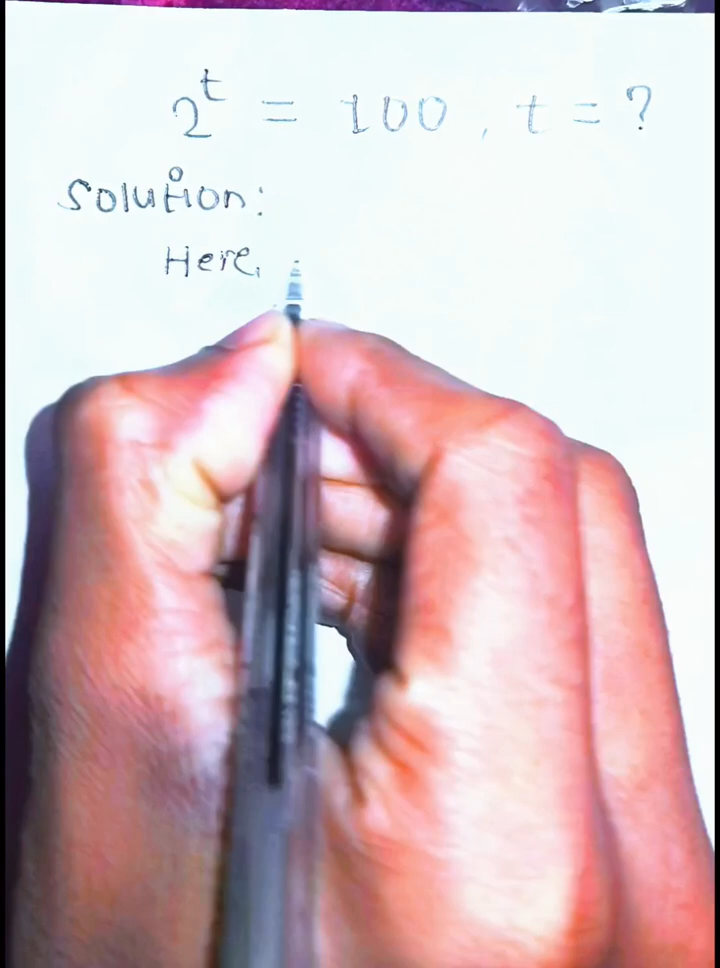 2^t = 100, t = ?
Solution:
Here,